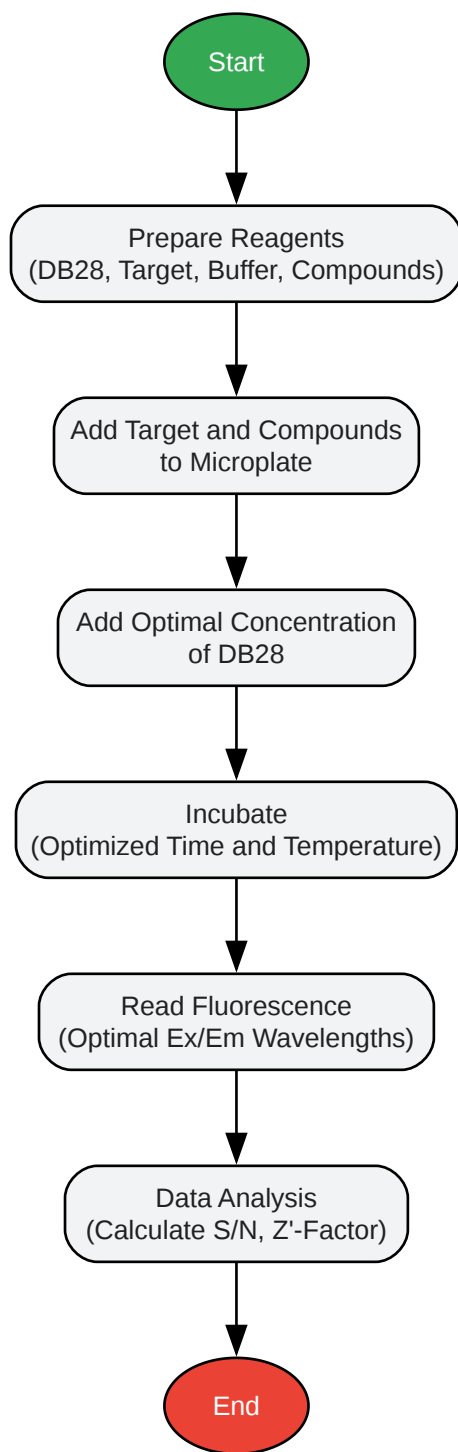 Start
Prepare Reagents
(DB28, Target, Buffer, Compounds)
Add Target and Compounds
to Microplate
Add Optimal Concentration
of DB28
Incubate
(Optimized Time and Temperature)
Read Fluorescence
(Optimal Ex/Em Wavelengths)
Data Analysis
(Calculate S/N, Z'-Factor)
End